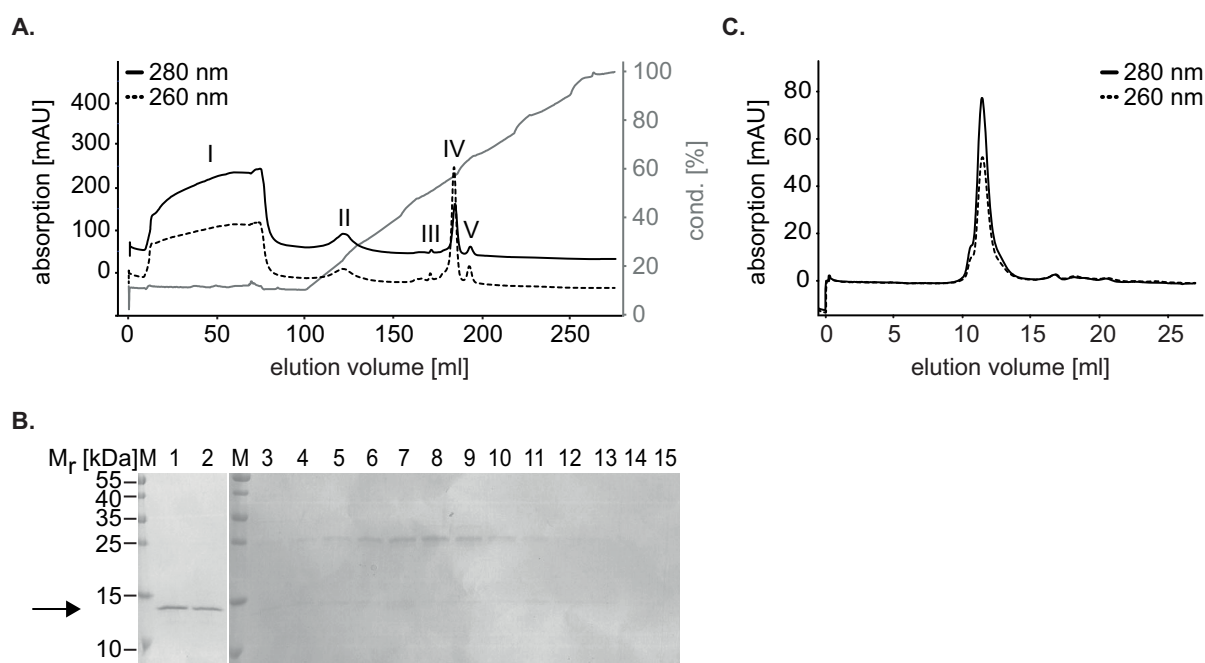 A.
280 nm
260 nm
absorption [mAU]
400
300
200
100
0
I
II
III
IV
V
100
80
60
40
20
0
cond. [%]
0 50 100 150 200 250
elution volume [ml]
C.
280 nm
260 nm
absorption [mAU]
80
60
40
20
0
0 5 10 15 20 25
elution volume [ml]
B.
Mr [kDa] M 1 2 M 3 4 5 6 7 8 9 10 11 12 13 14 15
55
40
35
25
15
10